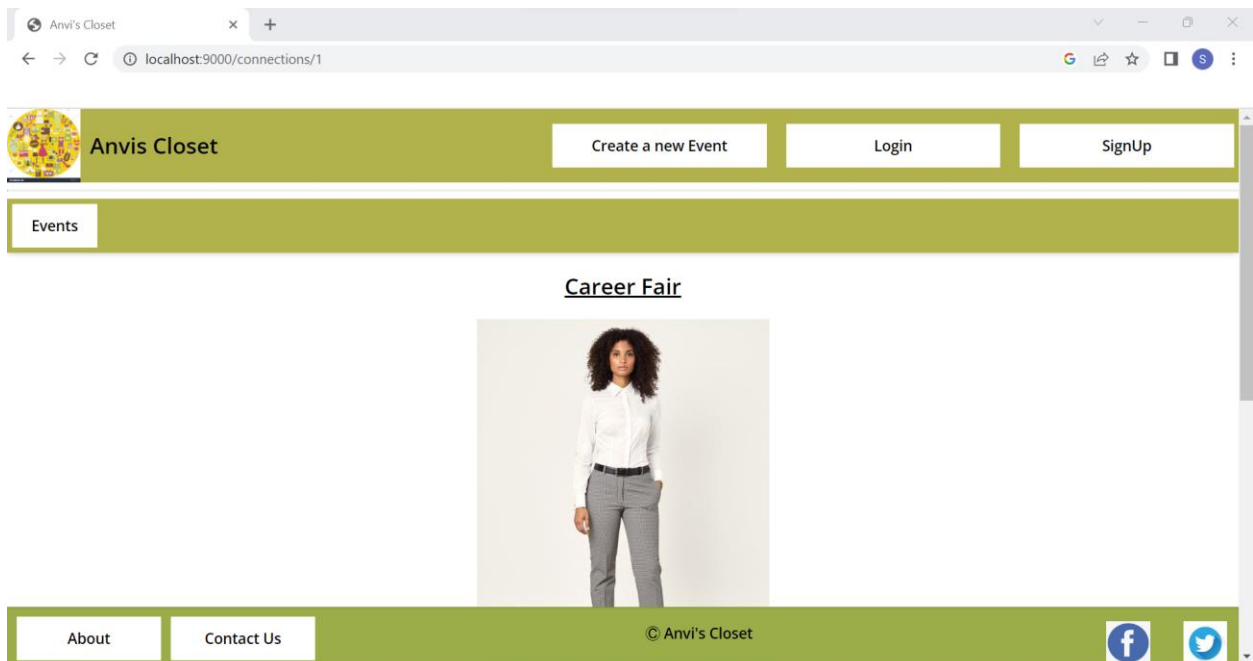 Anvi's Closet
localhost:9000/connections/1
S
Anvis Closet
Create a new Event
Login
SignUp
Events
Career Fair
About
Contact Us
© Anvi's Closet